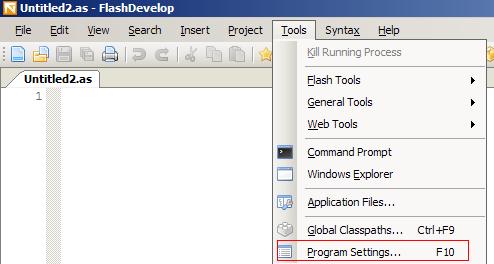 Untitled2.as - FlashDevelop
File Edit View Search Insert Project Tools Syntax Help
Untitled2.as
1
Kill Running Process
Flash Tools
General Tools
Web Tools
Command Prompt
Windows Explorer
Application Files...
Global Classpaths... Ctrl+F9
Program Settings... F10